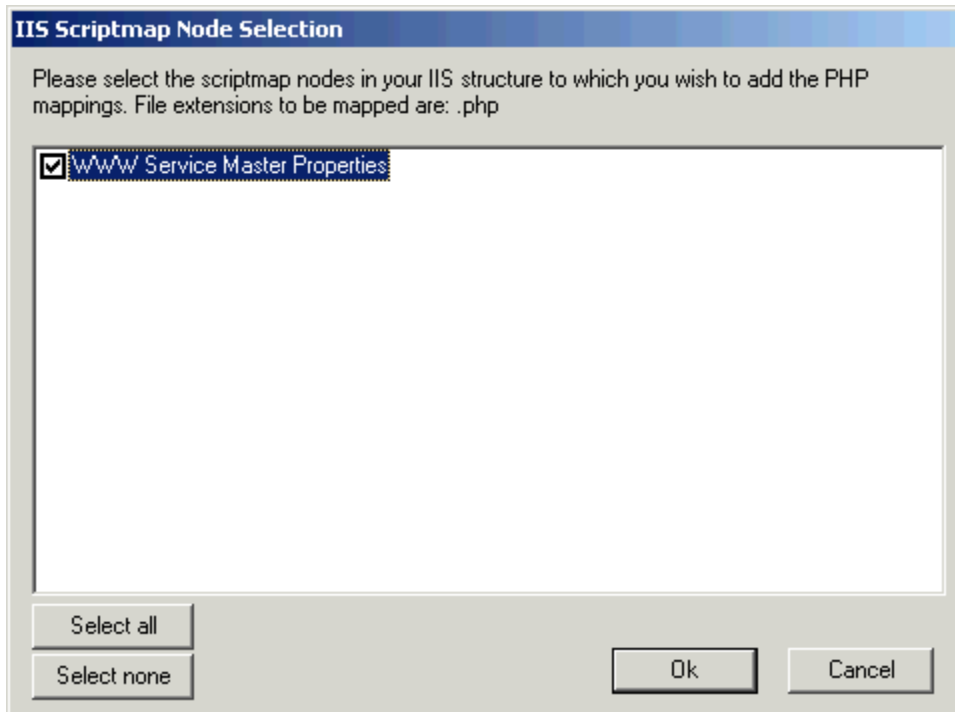 IIS Scriptmap Node Selection
Please select the scriptmap nodes in your IIS structure to which you wish to add the PHP
mappings. File extensions to be mapped are: .php
WWW Service Master Properties
Select all
Select none
Ok
Cancel